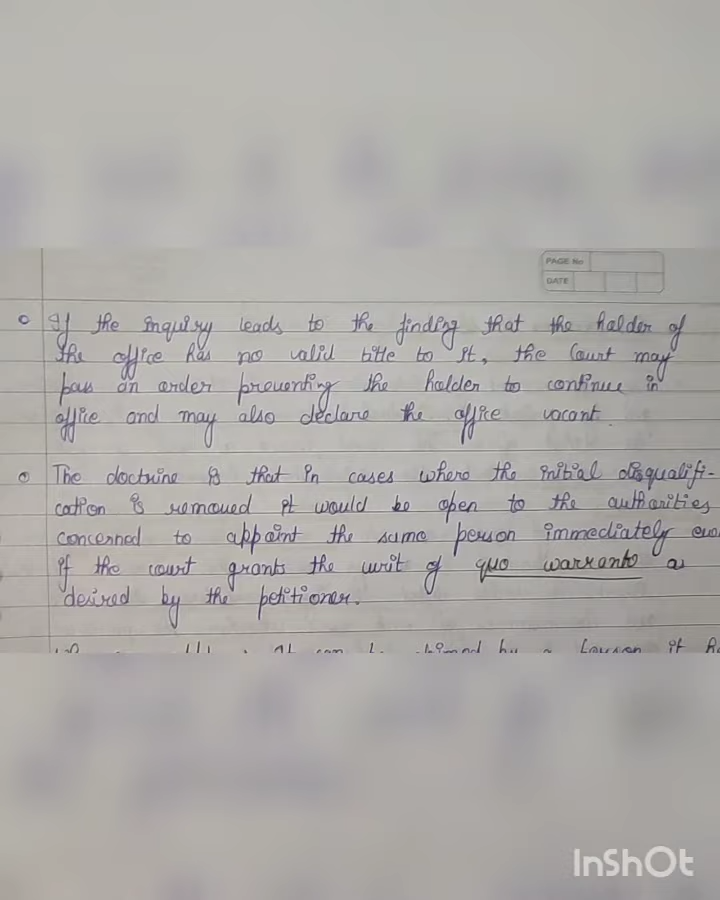 PAGE No
DATE
If the inquiry leads to the finding that the holder of
the office has no valid title to it, the Court may
pass an order preventing the holder to continue in
office and may also declare the office vacant.
The doctrine is that in cases where the initial disqualifi-
cation is removed it would be open to the authorities
concerned to appoint the same person immediately
if the court grants the writ of quo warranto as
desired by the petitioner.
InShOt